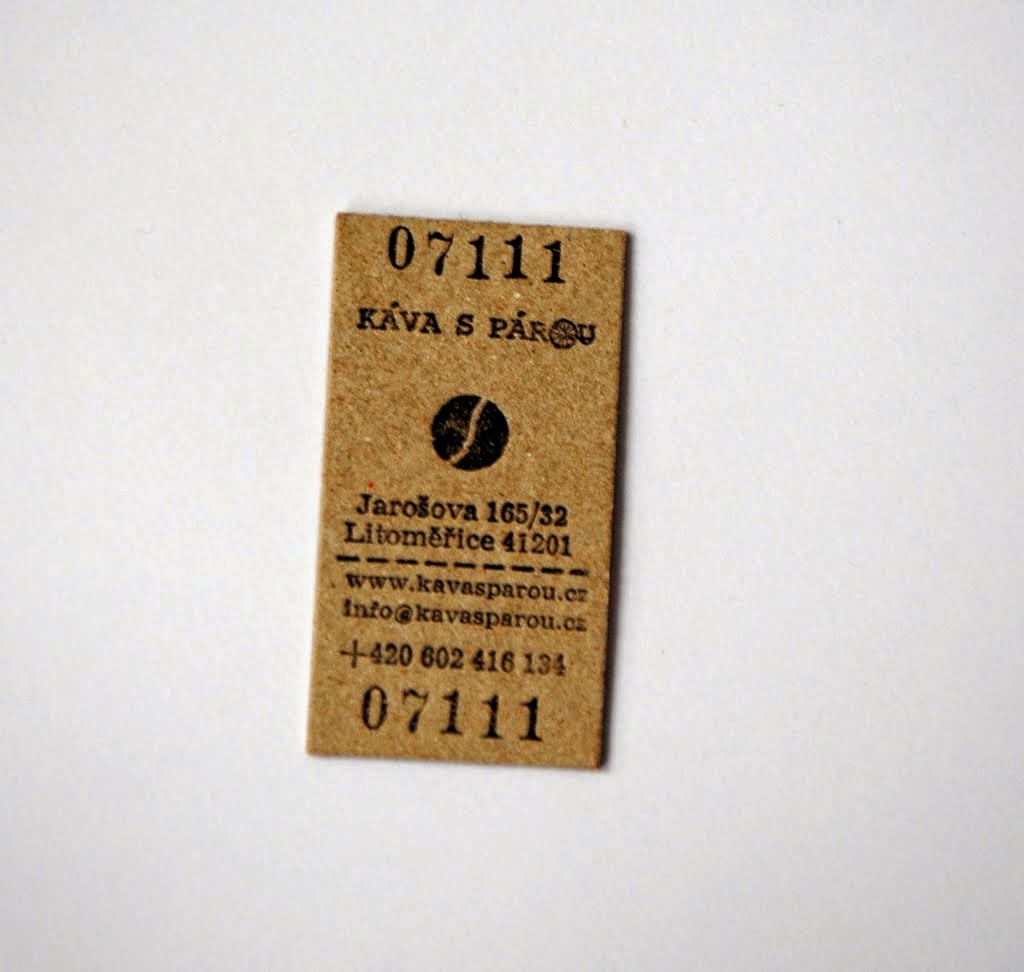 07111
KÁVA S PÁROU
Jarošova 165/32
Litoměřice 41201
www.kavasparou.cz
info@kavasparou.cz
+420 602 416 134
07111